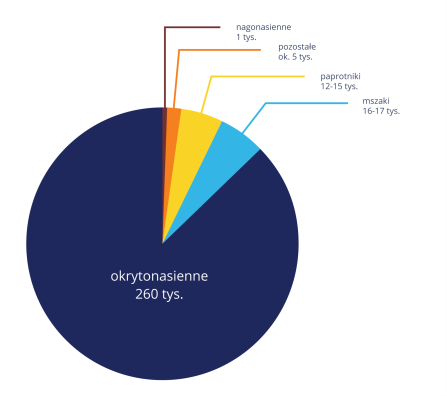 nagonasienne
1 tys.
pozostałe
ok. 5 tys.
paprotniki
12-15 tys.
mszaki
16-17 tys.
okrytonasienne
260 tys.